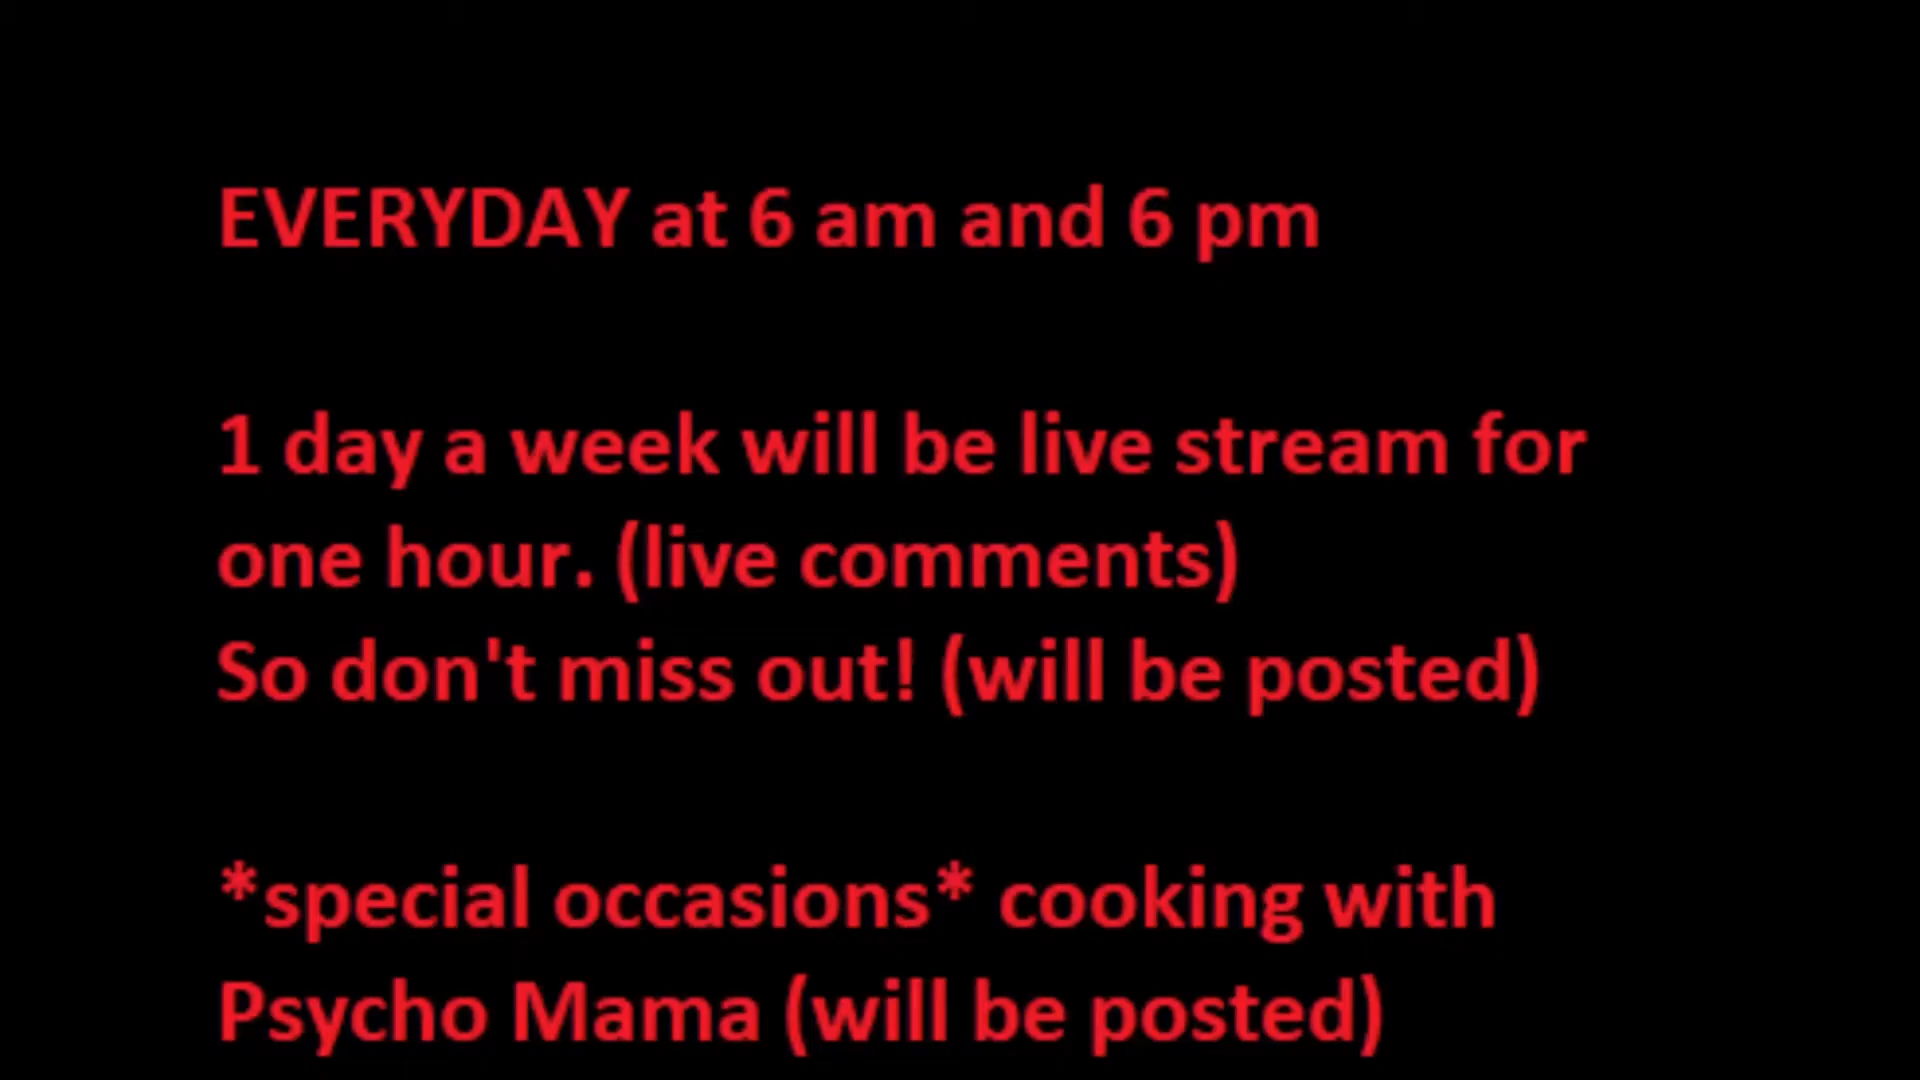 EVERYDAY at 6 am and 6 pm
1 day a week will be live stream for
one hour. (live comments)
So don't miss out! (will be posted)
*special occasions* cooking with
Psycho Mama (will be posted)